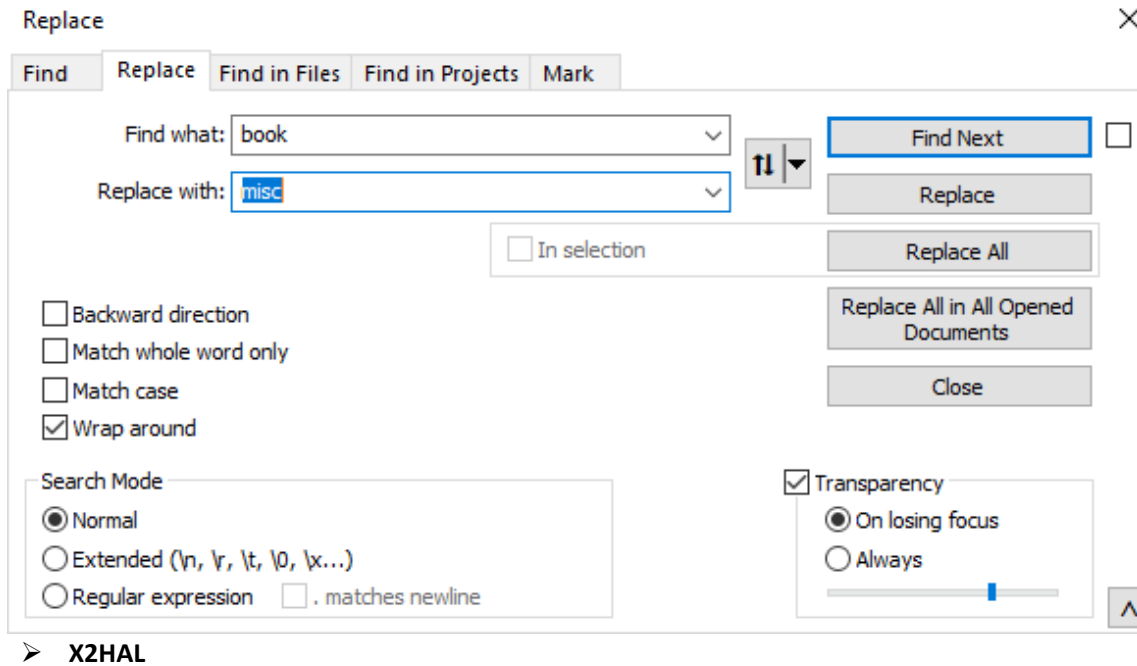 Replace
Find Replace Find in Files Find in Projects Mark
Find what: book
Find Next
Replace with: misc
Replace
In selection
Replace All
Backward direction
Replace All in All Opened
Documents
Match whole word only
Match case
Close
Wrap around
Search Mode
Transparency
Normal
On losing focus
Extended (\n, \r, \t, \0, \x...)
Always
Regular expression . matches newline
➢ X2HAL